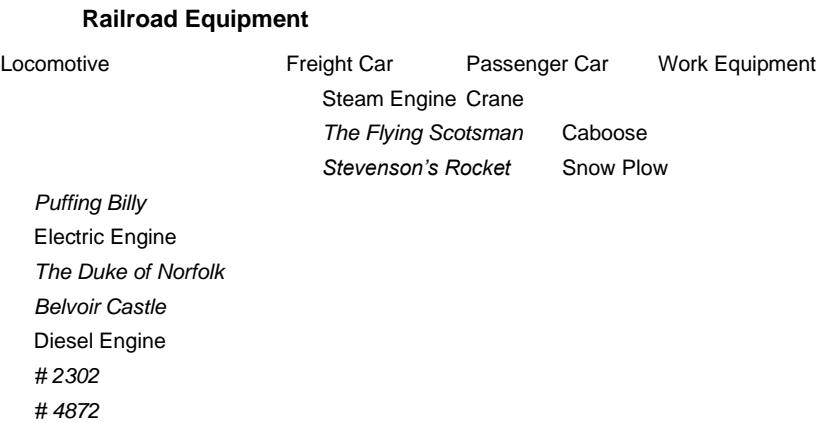 Railroad Equipment
Locomotive Freight Car Passenger Car Work Equipment
Steam Engine Crane
The Flying Scotsman Caboose
Stevenson's Rocket Snow Plow
Puffing Billy
Electric Engine
The Duke of Norfolk
Belvoir Castle
Diesel Engine
# 2302
# 4872